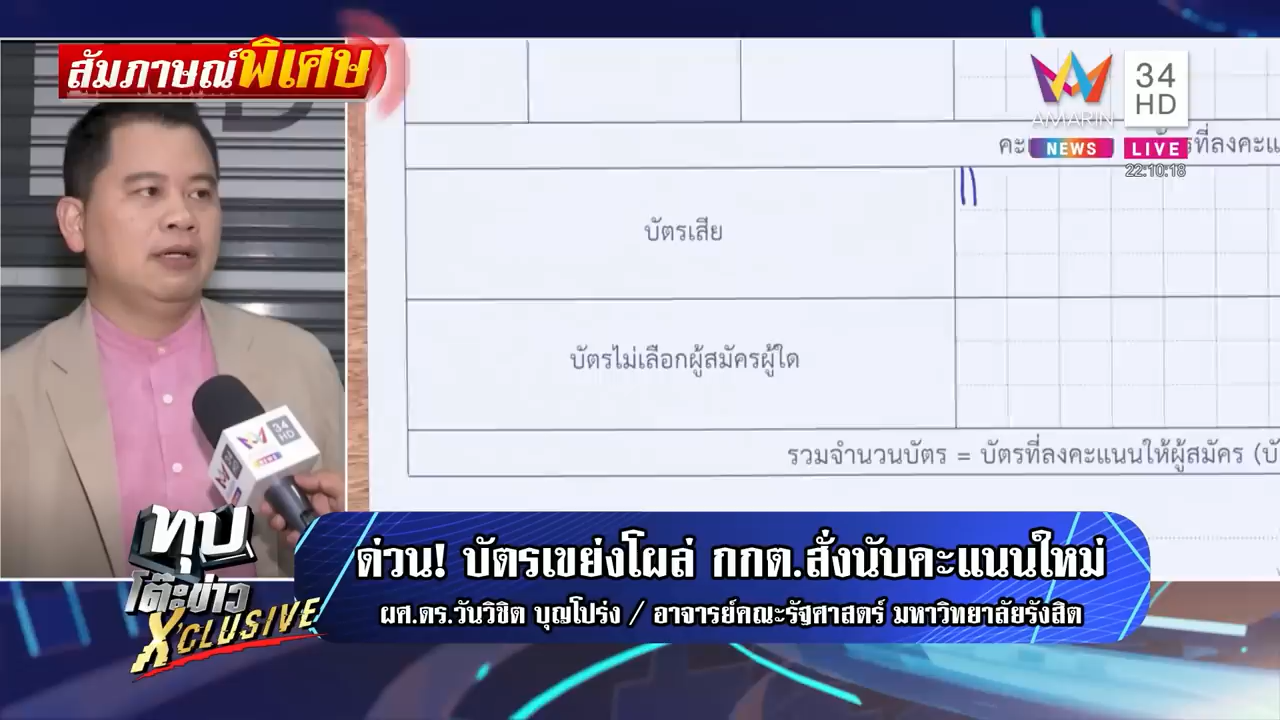 สัมภาษณ์พิเศษ
AMARIN
34
HD
NEWS
LIVE
22:10:18
บัตรเสีย
บัตรไม่เลือกผู้สมัครผู้ใด
รวมจำนวนบัตร = บัตรที่ลงคะแนนให้ผู้สมัคร
34
HD
NEWS
ทุบ
โต๊ะข่าว
X'CLUSIVE
ด่วน! บัตรเขย่งโผล่ กกต.สั่งนับคะแนนใหม่
ผศ.ดร.วันวิชิต บุญโปร่ง / อาจารย์คณะรัฐศาสตร์ มหาวิทยาลัยรังสิต